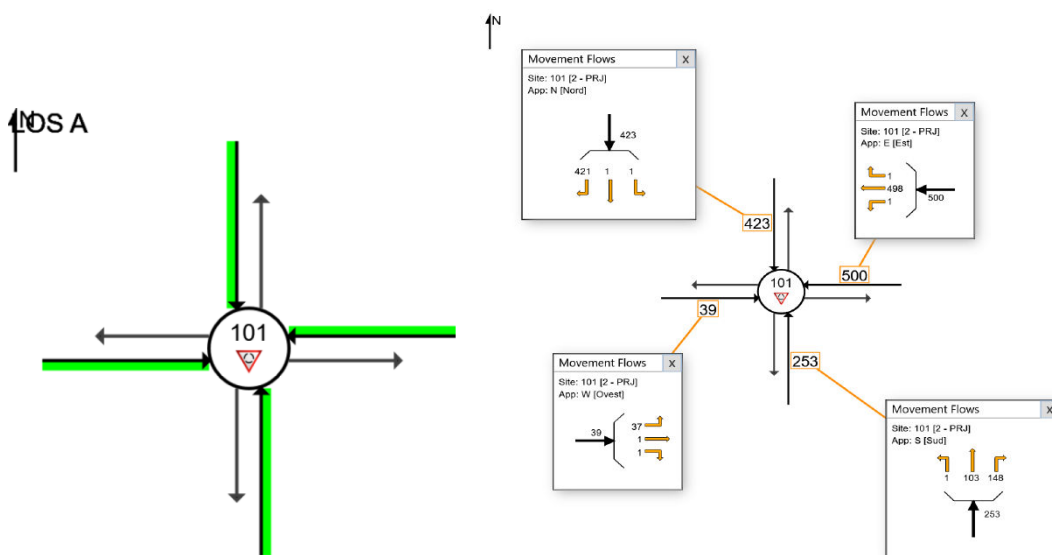 N
LOS A
101
N
Movement Flows X
Site: 101 [2 - PRJ]
App: N [Nord]
423
421 1 1
Movement Flows X
Site: 101 [2 - PRJ]
App: E [Est]
1
498
1
500
423
101
500
39
253
Movement Flows X
Site: 101 [2 - PRJ]
App: W [Ovest]
39
37
1
1
Movement Flows X
Site: 101 [2 - PRJ]
App: S [Sud]
1 103 148
253